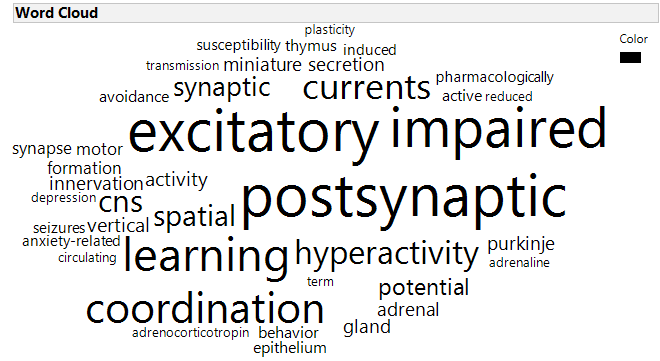 Word Cloud
Color
plasticity
susceptibility thymus induced
transmission miniature secretion
avoidance synaptic currents pharmacologically
active reduced
excitatory impaired
synapse motor
formation
innervation activity
depression cns postsynaptic
seizures vertical spatial
anxiety-related
circulating learning hyperactivity purkinje
adrenaline
term
potential
coordination adrenal
adrenocorticotropin behavior gland
epithelium